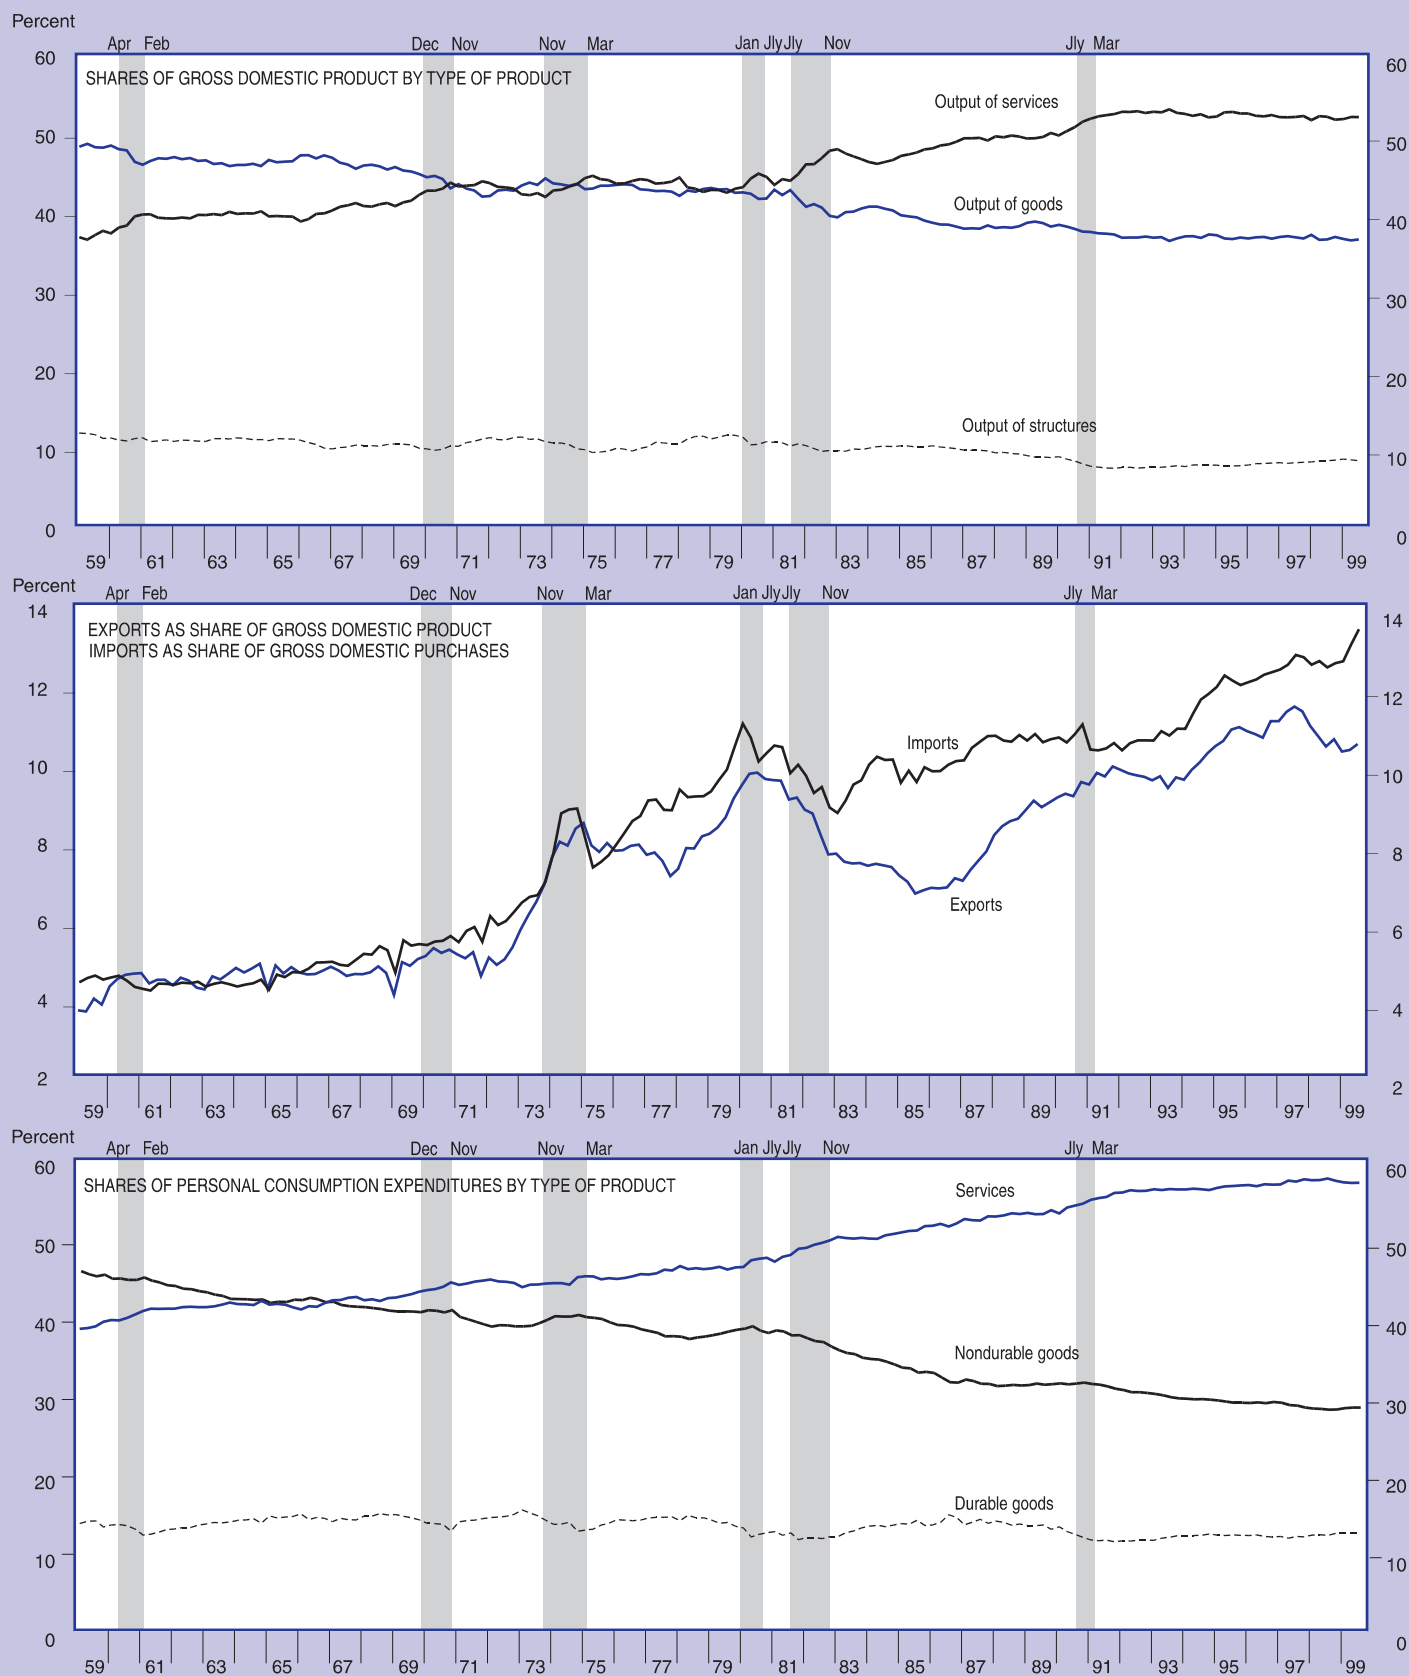 Percent
Apr Feb Dec Nov Nov Mar Jan Jly Jly Nov Jly Mar
60 60
SHARES OF GROSS DOMESTIC PRODUCT BY TYPE OF PRODUCT
Output of services
50 50
Output of goods
40 40
30 30
20 20
Output of structures
10 10
0 0
59 61 63 65 67 69 71 73 75 77 79 81 83 85 87 89 91 93 95 97 99
Percent
Apr Feb Dec Nov Nov Mar Jan Jly Jly Nov Jly Mar
14 14
EXPORTS AS SHARE OF GROSS DOMESTIC PRODUCT
IMPORTS AS SHARE OF GROSS DOMESTIC PURCHASES
12 12
Imports
10 10
8 8
Exports
6 6
4 4
2 2
59 61 63 65 67 69 71 73 75 77 79 81 83 85 87 89 91 93 95 97 99
Percent
Apr Feb Dec Nov Nov Mar Jan Jly Jly Nov Jly Mar
60 60
SHARES OF PERSONAL CONSUMPTION EXPENDITURES BY TYPE OF PRODUCT
Services
50 50
40 40
Nondurable goods
30 30
20 20
Durable goods
10 10
0 0
59 61 63 65 67 69 71 73 75 77 79 81 83 85 87 89 91 93 95 97 99